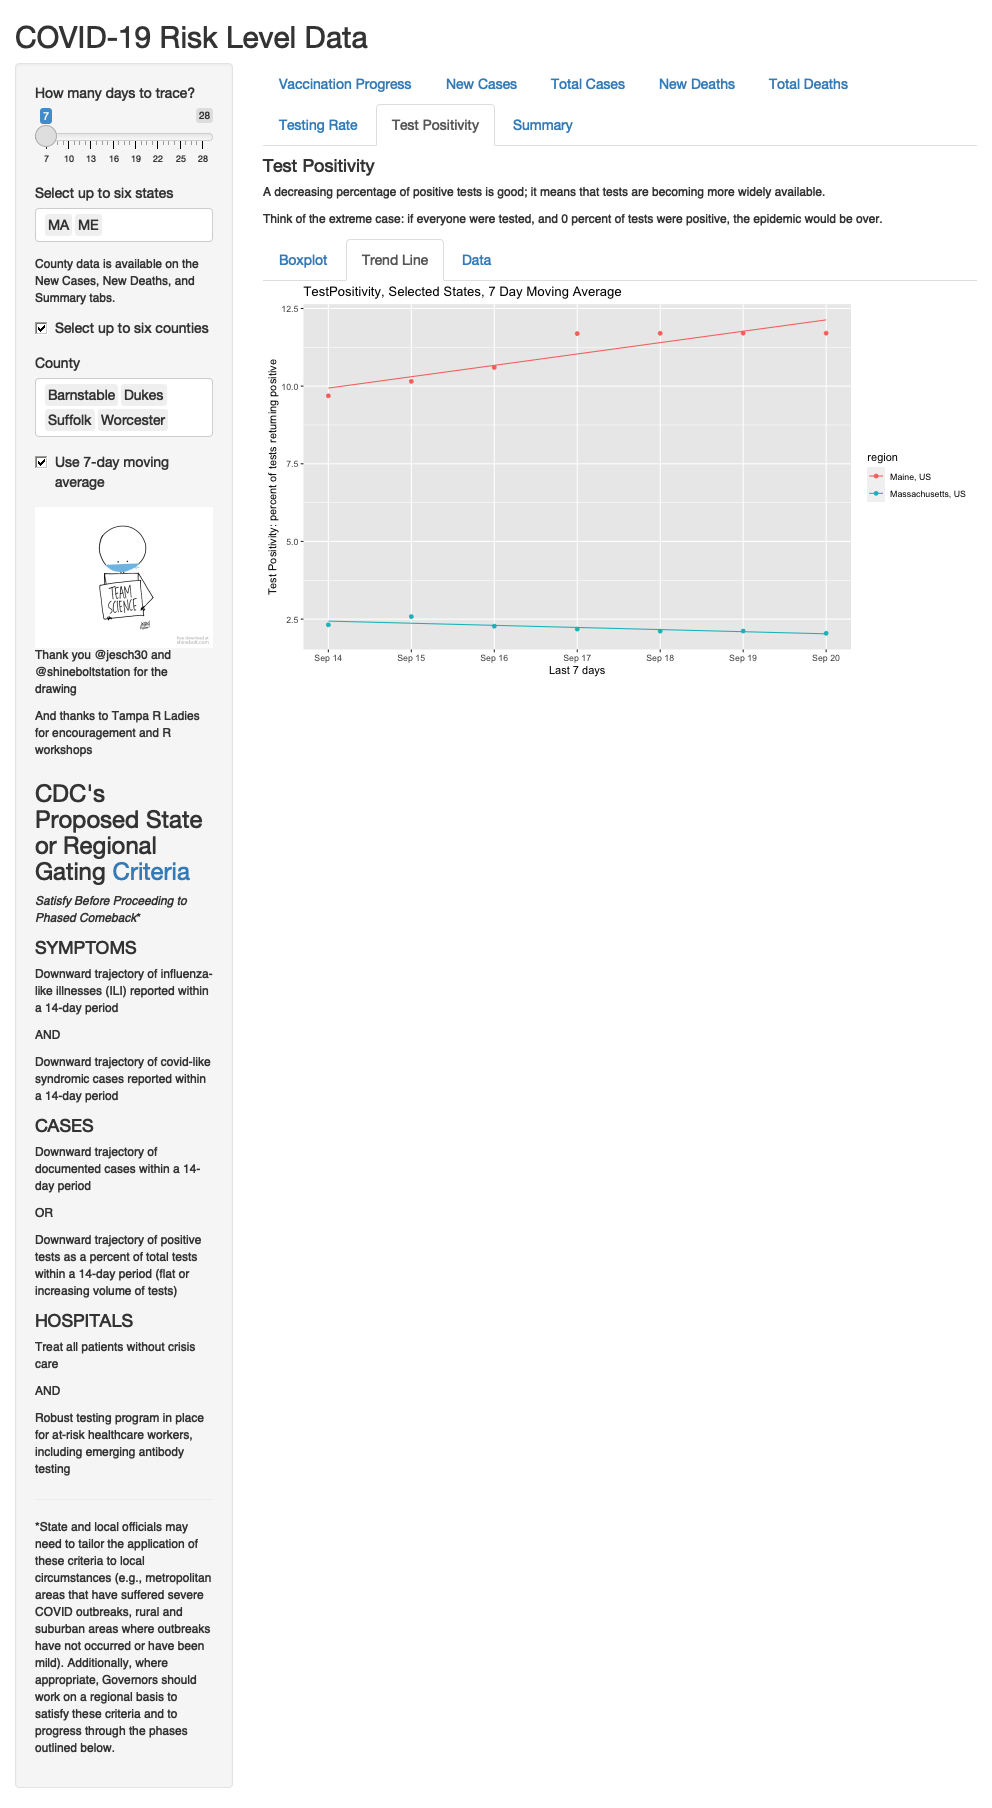 COVID-19 Risk Level Data
How many days to trace?
7
28
7 10 13 16 19 22 25 28
Select up to six states
MA ME
County data is available on the
New Cases, New Deaths, and
Summary tabs.
Select up to six counties
County
Barnstable Dukes
Suffolk Worcester
Use 7-day moving
average
TEAM
SCIENCE
free download at
shinebolt.com
Thank you @jesch30 and
@shineboltstation for the
drawing
And thanks to Tampa R Ladies
for encouragement and R
workshops
CDC's
Proposed State
or Regional
Gating Criteria
Satisfy Before Proceeding to
Phased Comeback*
SYMPTOMS
Downward trajectory of influenza-
like illnesses (ILI) reported within
a 14-day period
AND
Downward trajectory of covid-like
syndromic cases reported within
a 14-day period
CASES
Downward trajectory of
documented cases within a 14-
day period
OR
Downward trajectory of positive
tests as a percent of total tests
within a 14-day period (flat or
increasing volume of tests)
HOSPITALS
Treat all patients without crisis
care
AND
Robust testing program in place
for at-risk healthcare workers,
including emerging antibody
testing
*State and local officials may
need to tailor the application of
these criteria to local
circumstances (e.g., metropolitan
areas that have suffered severe
COVID outbreaks, rural and
suburban areas where outbreaks
have not occurred or have been
mild). Additionally, where
appropriate, Governors should
work on a regional basis to
satisfy these criteria and to
progress through the phases
outlined below.
Vaccination Progress New Cases Total Cases New Deaths Total Deaths
Testing Rate Test Positivity Summary
Test Positivity
A decreasing percentage of positive tests is good; it means that tests are becoming more widely available.
Think of the extreme case: if everyone were tested, and 0 percent of tests were positive, the epidemic would be over.
Boxplot Trend Line Data
TestPositivity, Selected States, 7 Day Moving Average
Test Positivity: percent of tests returning positive
12.5
10.0
7.5
5.0
2.5
Sep 14 Sep 15 Sep 16 Sep 17 Sep 18 Sep 19 Sep 20
Last 7 days
region
Maine, US
Massachusetts, US